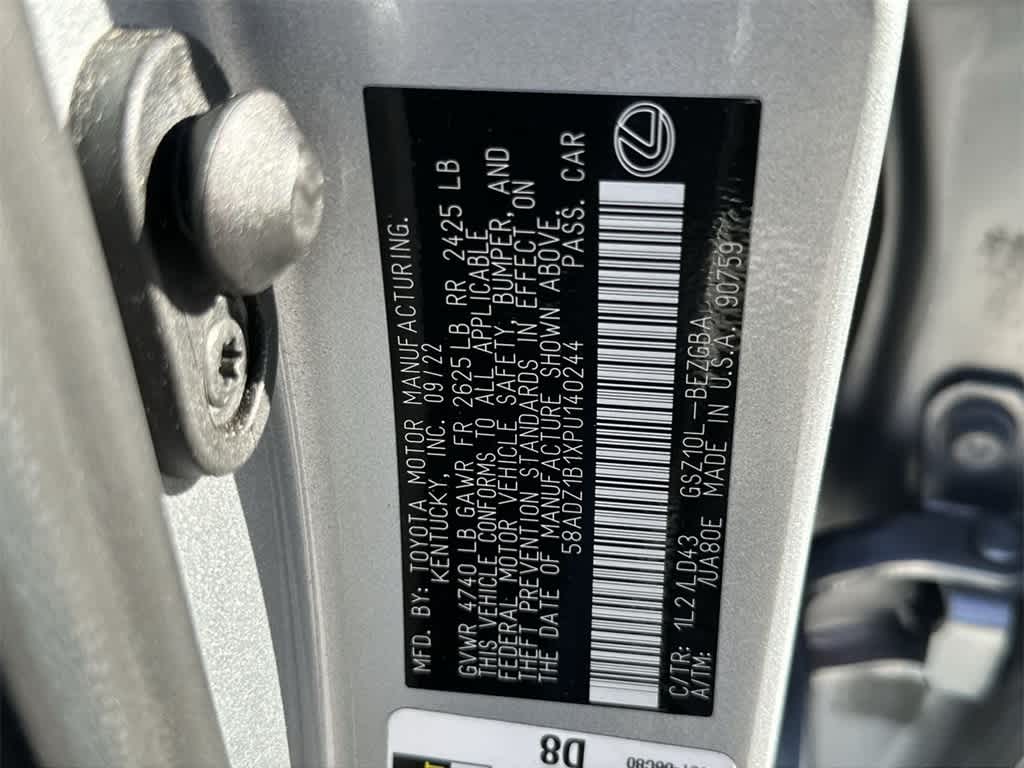 MFD. BY: TOYOTA MOTOR MANUFACTURING.
KENTUCKY, INC. 09/22
GVWR 4740 LB GAWR FR 2625 LB RR 2425 LB
THIS VEHICLE CONFORMS TO ALL APPLICABLE
FEDERAL MOTOR VEHICLE SAFETY, BUMPER, AND
THEFT PREVENTION STANDARDS IN EFFECT ON
THE DATE OF MANUFACTURE SHOWN ABOVE.
58ADZ1B1XPU140244 PASS. CAR
C/TR: 1L2/LD43 GSZ10L-BEZGBA
A/TM: /UA80E MADE IN U.S.A. 90759
D8